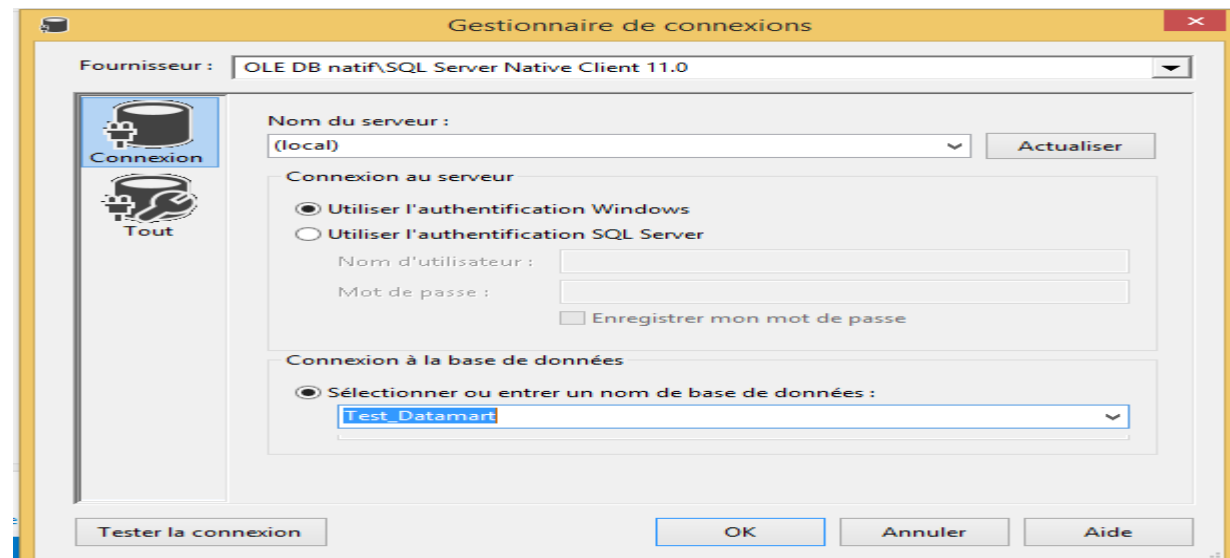 Gestionnaire de connexions
Fournisseur :
OLE DB natif\SQL Server Native Client 11.0
Connexion
Tout
Nom du serveur :
(local)
Actualiser
Connexion au serveur
Utiliser l'authentification Windows
Utiliser l'authentification SQL Server
Nom d'utilisateur :
Mot de passe :
Enregistrer mon mot de passe
Connexion à la base de données
Sélectionner ou entrer un nom de base de données :
Test_Datamart
Tester la connexion
OK
Annuler
Aide